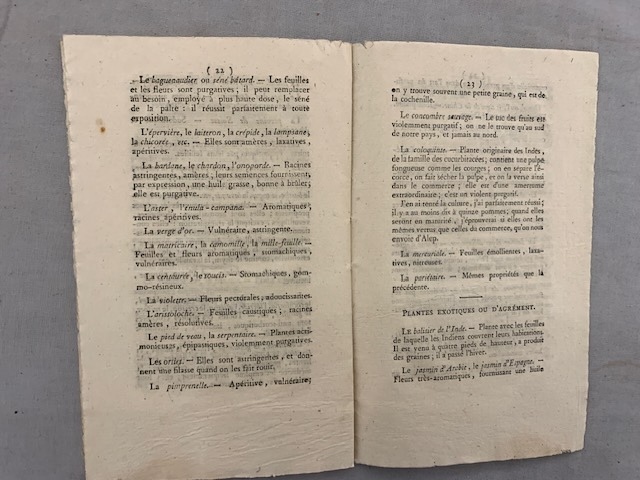 ( 22 )
Le baguenaudier ou séné bâtard. — Les feuilles
et les fleurs sont purgatives; il peut remplacer
au besoin, employé à plus haute dose, le séné
de la palte: il réussit parfaitement à toute
exposition.
L'épervière, le laiteron, la crépide, la lampsane,
la chicorée, etc. — Elles sont amères, laxatives,
apéritives.
La bardane, le chardon, l'onoporde. — Racines
astringentes, amères; leurs semences fournissent,
par expression, une huile grasse, bonne à brûler;
elle est purgative.
L'aster, l'énula-campana. — Aromatiques,
racines apéritives.
La verge d'or. — Vulnéraire, astringente.
La matricaire, la camomille, la mille-feuille. —
Feuilles et fleurs aromatiques, stomachiques,
vulnéraires.
La centaurée, le soucis. — Stomachiques, gommo-
résineux.
La violette. — Fleurs pectorales, adoucissantes.
L'aristoloche. — Feuilles caustiques; racines
amères, résolutives.
Le pied de veau, la serpentaire. — Plantes acri-
monieuses, épipastiques, violemment purgatives.
Les orties. — Elles sont astringentes, et don-
nent une filasse quand on les fait rouir.
La pimprenelle. — Apéritive, vulnéraire;
( 23 )
on y trouve souvent une petite graine, qui est de
la cochenille.
Le concombre sauvage. — Le suc des fruits est
violemment purgatif; on ne le trouve qu'au sud
de notre pays, et jamais au nord.
La coloquinte. — Plante originaire des Indes,
de la famille des cucurbitacées; contient une pulpe
fongueuse comme les courges; on en sépare l'é-
corce, on fait sécher la pulpe, et on la verse ainsi
dans le commerce; elle est d'une amertume
extraordinaire; c'est un violent purgatif.
J'en ai tenté la culture, j'ai parfaitement réussi;
il y a au moins dix à quinze pommes; quand elles
seront en maturité, j'éprouverai si elles ont les
mêmes vertus que celles du commerce, qu'on nous
envoie d'Alep.
La mercuriale. — Feuilles émollientes, laxa-
tives, nitreuses.
La pariétaire. — Mêmes propriétés que la
précédente.
PLANTES EXOTIQUES OU D'AGRÉMENT.
Le balisier de l'Inde. — Plante avec les feuilles
de laquelle les Indiens couvrent leurs habitations.
Il est venu à quatre pieds de hauteur, a produit
des graines; il a passé l'hiver.
Le jasmin d'Arabie, le jasmin d'Espagne. —
Fleurs très-aromatiques, fournissant une huile